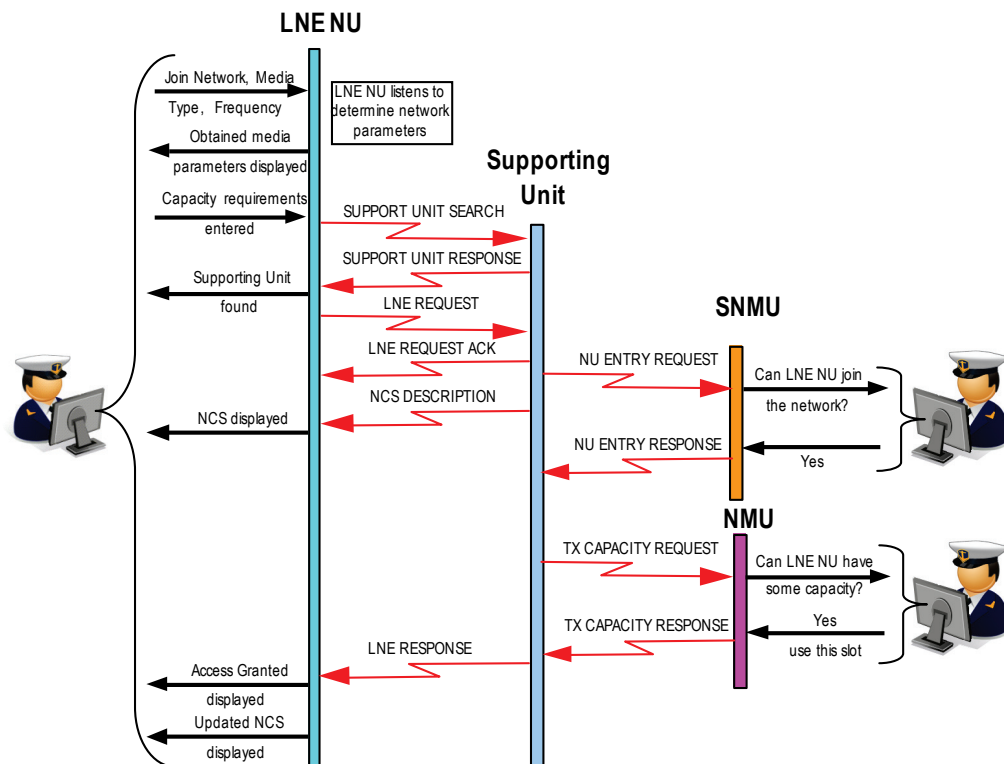 LNE NU
Join Network, Media
Type, Frequency
LNE NU listens to
determine network
parameters
Obtained media
parameters displayed
Supporting
Unit
Capacity requirements
entered
SUPPORT UNIT SEARCH
SUPPORT UNIT RESPONSE
Supporting Unit
found
LNE REQUEST
SNMU
LNE REQUEST ACK
NU ENTRY REQUEST
Can LNE NU join
the network?
NCS DESCRIPTION
NCS displayed
NU ENTRY RESPONSE
Yes
NMU
TX CAPACITY REQUEST
Can LNE NU have
some capacity?
TX CAPACITY RESPONSE
Yes
use this slot
LNE RESPONSE
Access Granted
displayed
Updated NCS
displayed